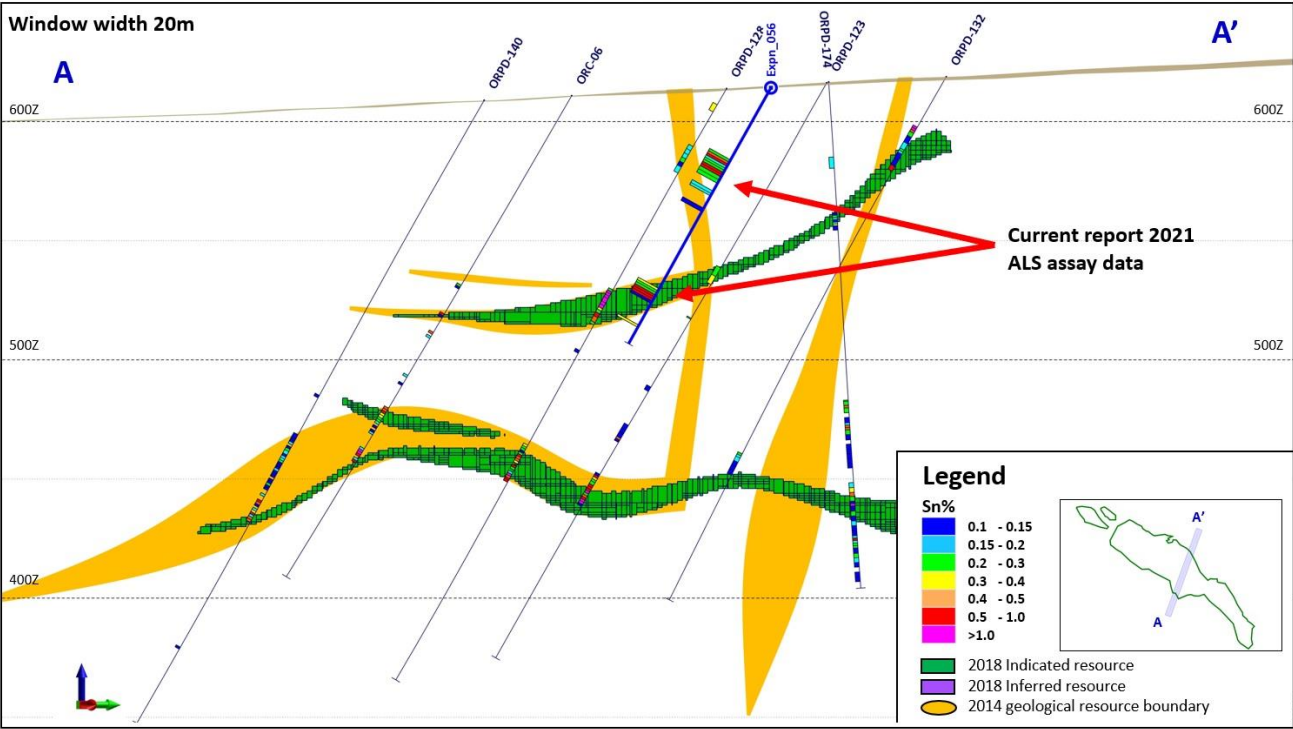 Window width 20m
A
A’
ORPD-140
ORC-06
ORPD-128
Expn_056
ORPD-174
ORPD-123
ORPD-132
600Z
600Z
Current report 2021
ALS assay data
500Z
500Z
400Z
Legend
Sn%
0.1 - 0.15
0.15 - 0.2
0.2 - 0.3
0.3 - 0.4
0.4 - 0.5
0.5 - 1.0
>1.0
A’
A
2018 Indicated resource
2018 Inferred resource
2014 geological resource boundary